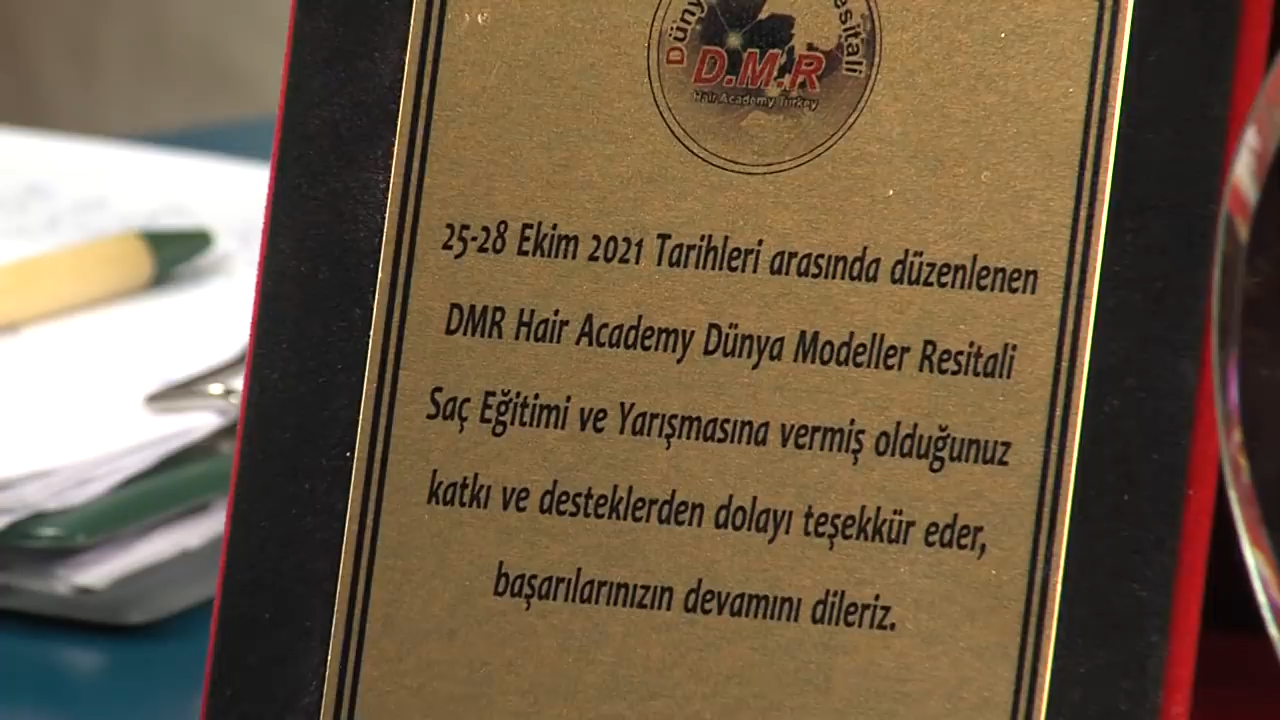 D.M.R
Hair Academy Turkey
25-28 Ekim 2021 Tarihleri arasında düzenlenen
DMR Hair Academy Dünya Modeller Resitali
Saç Eğitimi ve Yarışmasına vermiş olduğunuz
katkı ve desteklerden dolayı teşekkür eder,
başarılarınızın devamını dileriz.